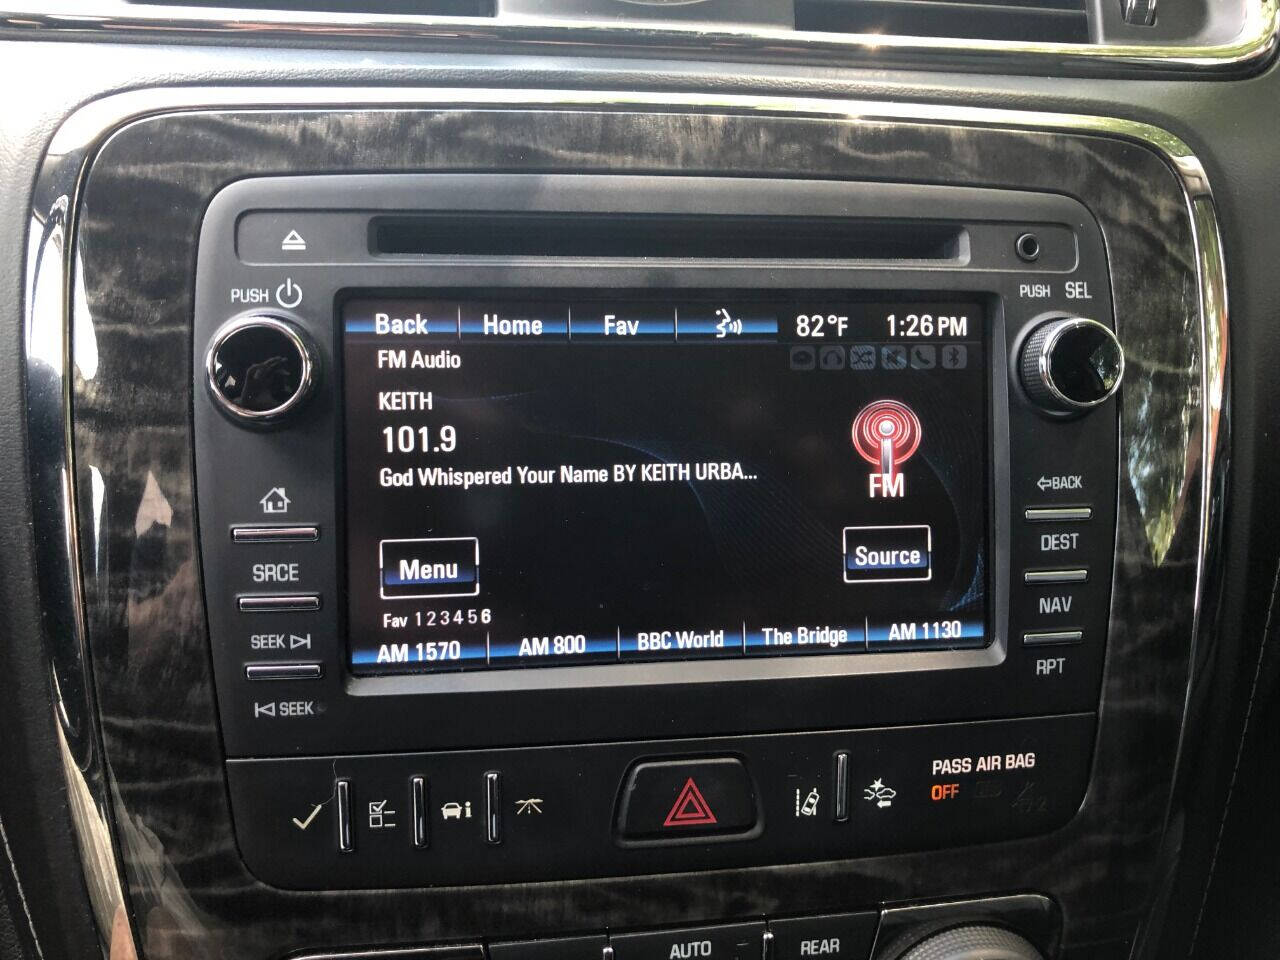 PUSH
PUSH SEL
Back Home Fav 82°F 1:26 PM
FM Audio
KEITH
101.9
God Whispered Your Name BY KEITH URBA...
FM
Menu
Source
Fav 1 2 3 4 5 6
AM 1570 AM 800 BBC World The Bridge AM 1130
SRCE
SEEK
SEEK
BACK
DEST
NAV
RPT
PASS AIR BAG
OFF
AUTO
REAR